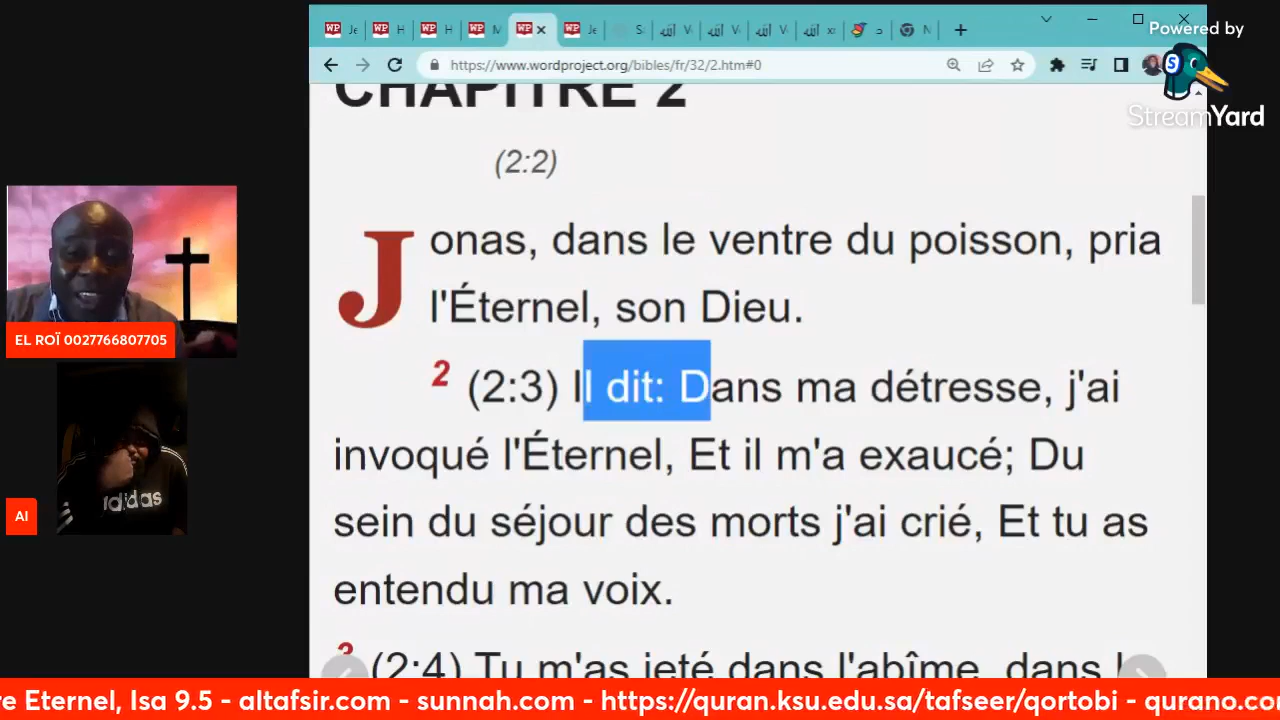 Powered by
StreamYard
https://www.wordproject.org/bibles/fr/32/2.htm#0
CHAPITRE 2
(2:2)
Jonas, dans le ventre du poisson, pria
l'Éternel, son Dieu.
2 (2:3) Il dit: Dans ma détresse, j'ai
invoqué l'Éternel, Et il m'a exaucé; Du
sein du séjour des morts j'ai crié, Et tu as
entendu ma voix.
3 (2:4) Tu m'as jeté dans l'abîme, dans l
EL ROÏ 0027766807705
adidas
AI
e Eternel, Isa 9.5 - altafsir.com - sunnah.com - https://quran.ksu.edu.sa/tafseer/qortobi - qurano.co